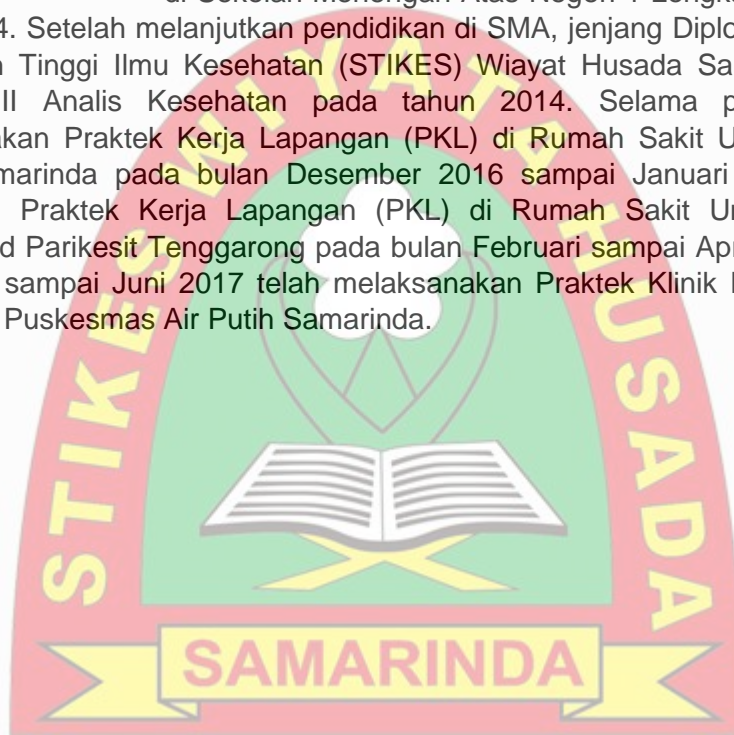 di Sekolah Menengah Atas Negeri 1
4. Setelah melanjutkan pendidikan di SMA, jenjang Diplo
Tinggi Ilmu Kesehatan (STIKES) Wiayat Husada Sa
II Analis Kesehatan pada tahun 2014. Selama p
akan Praktek Kerja Lapangan (PKL) di Rumah Sakit U
marinda pada bulan Desember 2016 sampai Januari
Praktek Kerja Lapangan (PKL) di Rumah Sakit Um
d Parikesit Tenggarong pada bulan Februari sampai Apr
sampai Juni 2017 telah melaksanakan Praktek Klinik
Puskesmas Air Putih Samarinda.
STIKES WIYATA HUSADA
SAMARINDA